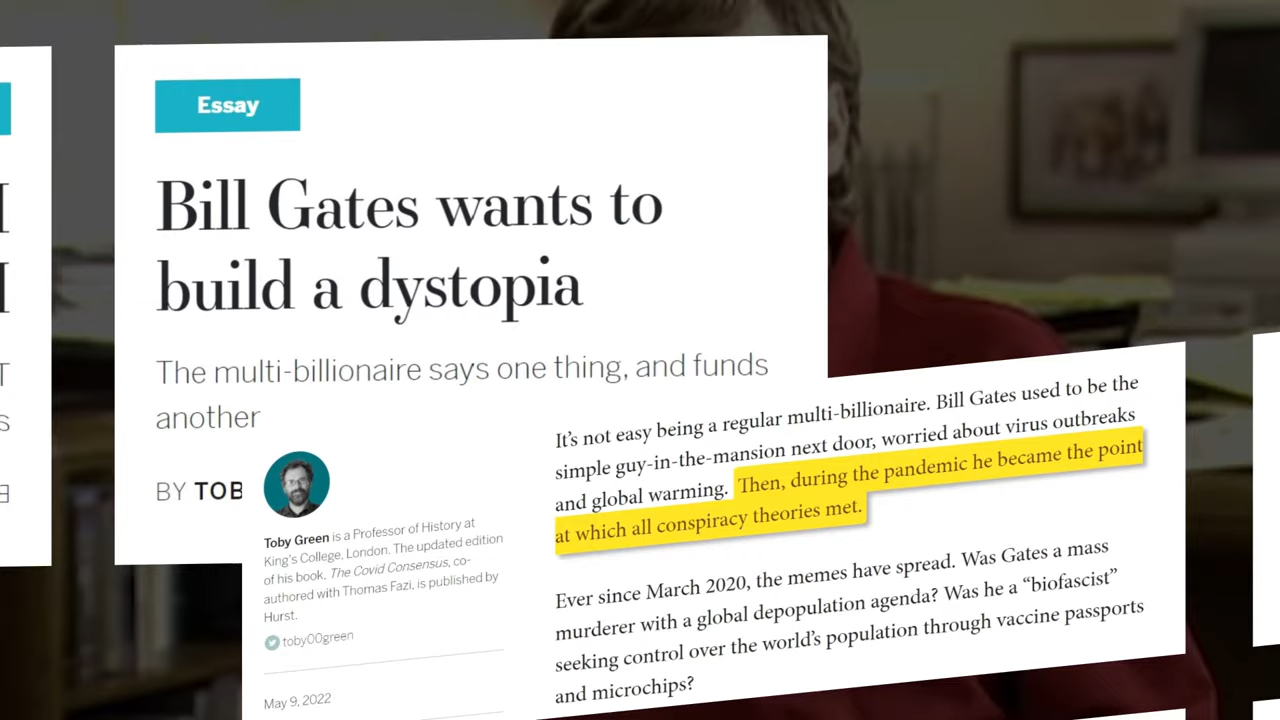 Essay
Bill Gates wants to
build a dystopia
The multi-billionaire says one thing, and funds
another
BY TOB
Toby Green is a Professor of History at
King's College, London. The updated edition
of his book, The Covid Consensus, co-
authored with Thomas Fazi, is published by
Hurst.
toby00green
May 9, 2022
It's not easy being a regular multi-billionaire. Bill Gates used to be the
simple guy-in-the-mansion next door, worried about virus outbreaks
and global warming. Then, during the pandemic he became the point
at which all conspiracy theories met.
Ever since March 2020, the memes have spread. Was Gates a mass
murderer with a global depopulation agenda? Was he a “biofascist”
seeking control over the world's population through vaccine passports
and microchips?